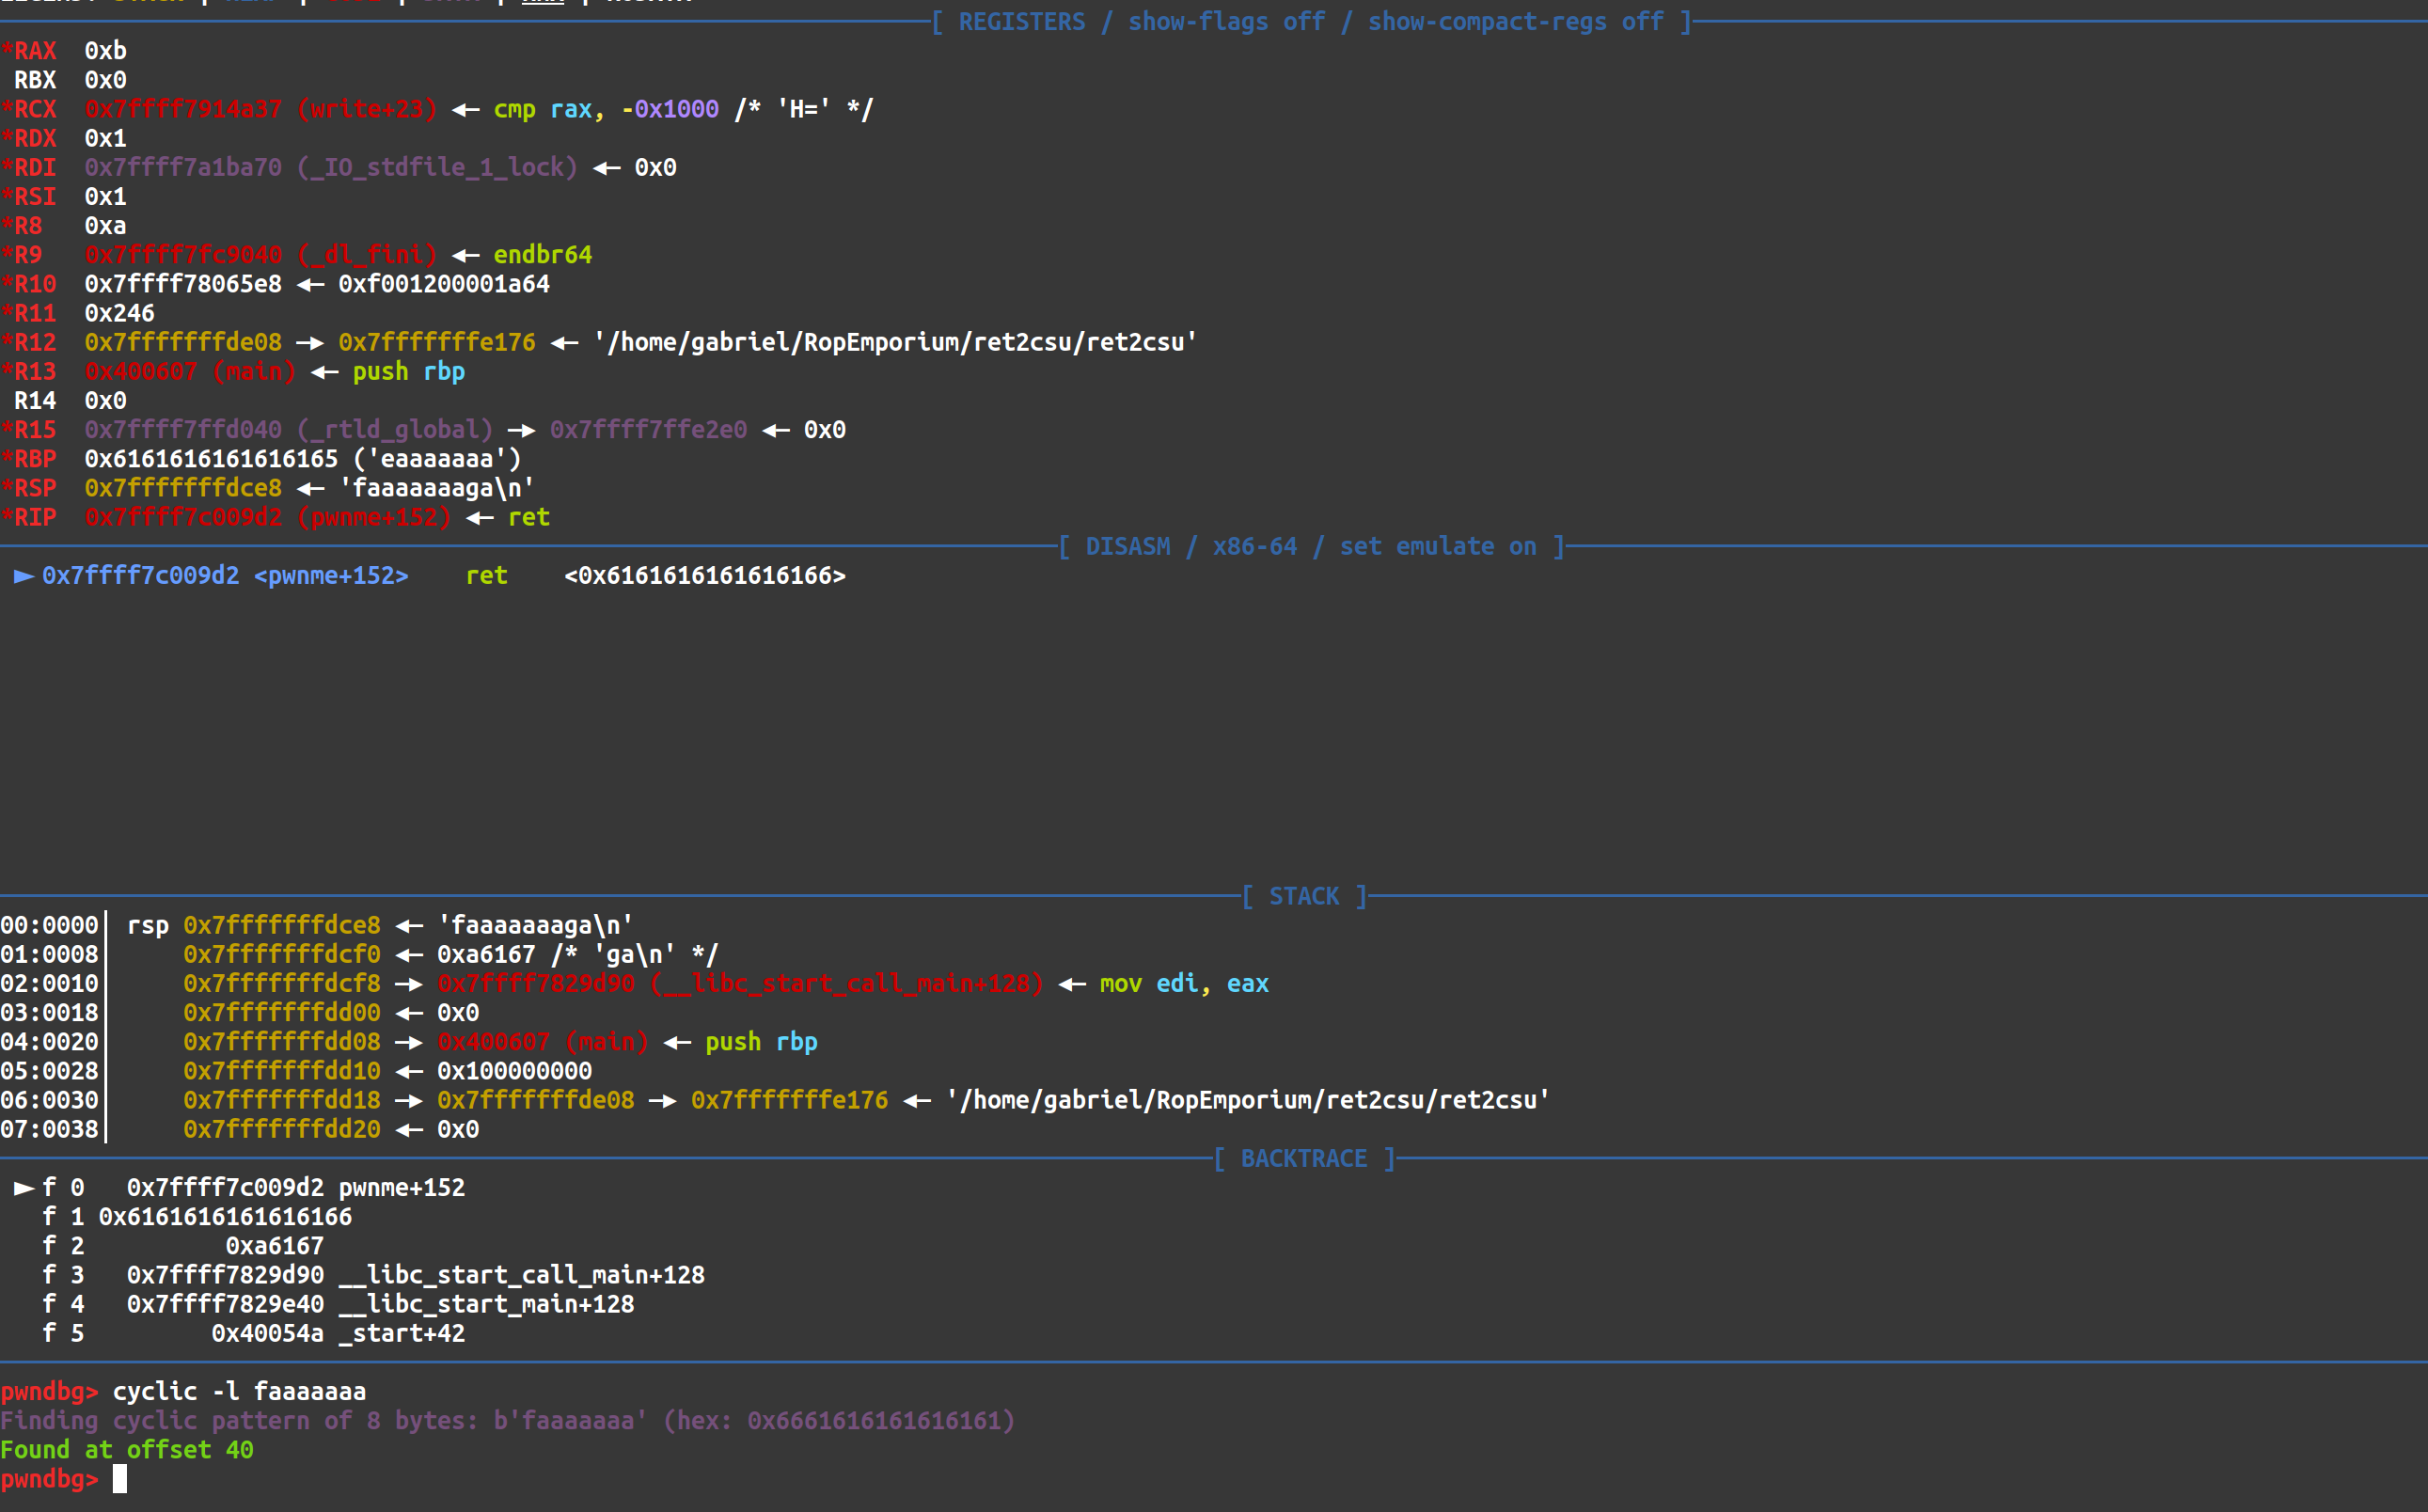 [ REGISTERS / show-flags off / show-compact-regs off ]
*RAX  0xb
 RBX  0x0
*RCX  0x7ffff7914a37 (write+23) ◂— cmp rax, -0x1000 /* 'H=' */
*RDX  0x1
*RDI  0x7ffff7a1ba70 (_IO_stdfile_1_lock) ◂— 0x0
*RSI  0x1
*R8   0xa
*R9   0x7ffff7fc9040 (_dl_fini) ◂— endbr64
*R10  0x7ffff78065e8 ◂— 0xf001200001a64
*R11  0x246
*R12  0x7fffffffde08 —▸ 0x7fffffffe176 ◂— '/home/gabriel/RopEmporium/ret2csu/ret2csu'
*R13  0x400607 (main) ◂— push rbp
 R14  0x0
*R15  0x7ffff7ffd040 (_rtld_global) —▸ 0x7ffff7ffe2e0 ◂— 0x0
*RBP  0x6161616161616165 ('eaaaaaaa')
*RSP  0x7fffffffdce8 ◂— 'faaaaaaaga\n'
*RIP  0x7ffff7c009d2 (pwnme+152) ◂— ret
[ DISASM / x86-64 / set emulate on ]
 ► 0x7ffff7c009d2 <pwnme+152>    ret    <0x6161616161616166>
[ STACK ]
00:0000│ rsp 0x7fffffffdce8 ◂— 'faaaaaaaga\n'
01:0008│     0x7fffffffdcf0 ◂— 0xa6167 /* 'ga\n' */
02:0010│     0x7fffffffdcf8 —▸ 0x7ffff7829d90 (__libc_start_call_main+128) ◂— mov edi, eax
03:0018│     0x7fffffffdd00 ◂— 0x0
04:0020│     0x7fffffffdd08 —▸ 0x400607 (main) ◂— push rbp
05:0028│     0x7fffffffdd10 ◂— 0x100000000
06:0030│     0x7fffffffdd18 —▸ 0x7fffffffde08 —▸ 0x7fffffffe176 ◂— '/home/gabriel/RopEmporium/ret2csu/ret2csu'
07:0038│     0x7fffffffdd20 ◂— 0x0
[ BACKTRACE ]
 ► f 0   0x7ffff7c009d2 pwnme+152
   f 1 0x6161616161616166
   f 2          0xa6167
   f 3   0x7ffff7829d90 __libc_start_call_main+128
   f 4   0x7ffff7829e40 __libc_start_main+128
   f 5         0x40054a _start+42
pwndbg> cyclic -l faaaaaaa
Finding cyclic pattern of 8 bytes: b'faaaaaaa' (hex: 0x6661616161616161)
Found at offset 40
pwndbg>